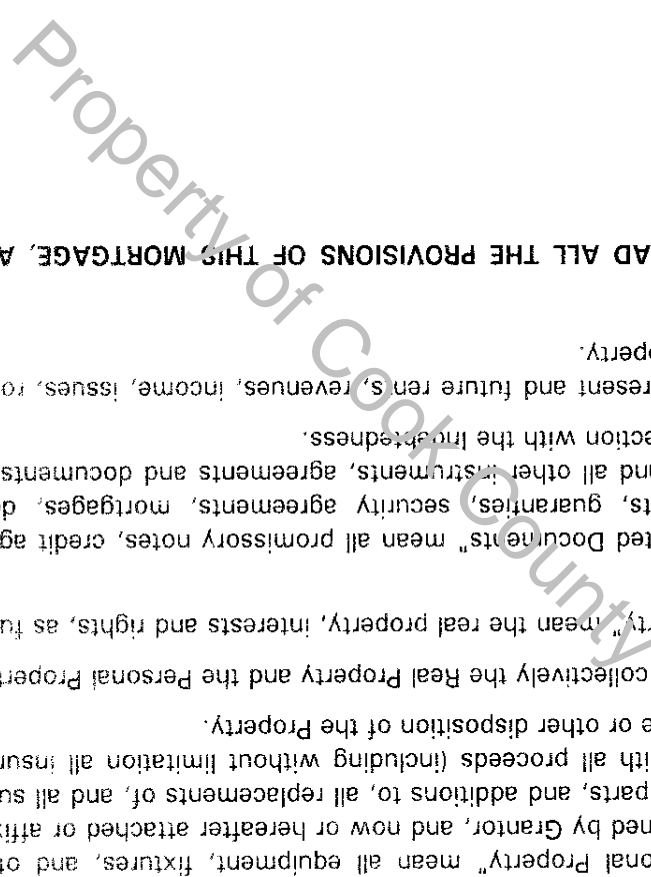 onal Property" mean all equipment, fixtures, and ot
ned by Grantor, and now or hereafter attached or affix
parts, and additions to, all replacements of, and all su
ith all proceeds (including without limitation all insur
e or other disposition of the Property.
collectively the Real Property and the Personal Propert
rty" mean the real property, interests and rights, as fu
ted Documents" mean all promissory notes, credit ag
ts, guaranties, security agreements, mortgages, d
nd all other instruments, agreements and documents
ection with the Indebtedness.
resent and future rents, revenues, income, issues, ro
operty.
AD ALL THE PROVISIONS OF THIS MORTGAGE, A
Property of Cook County